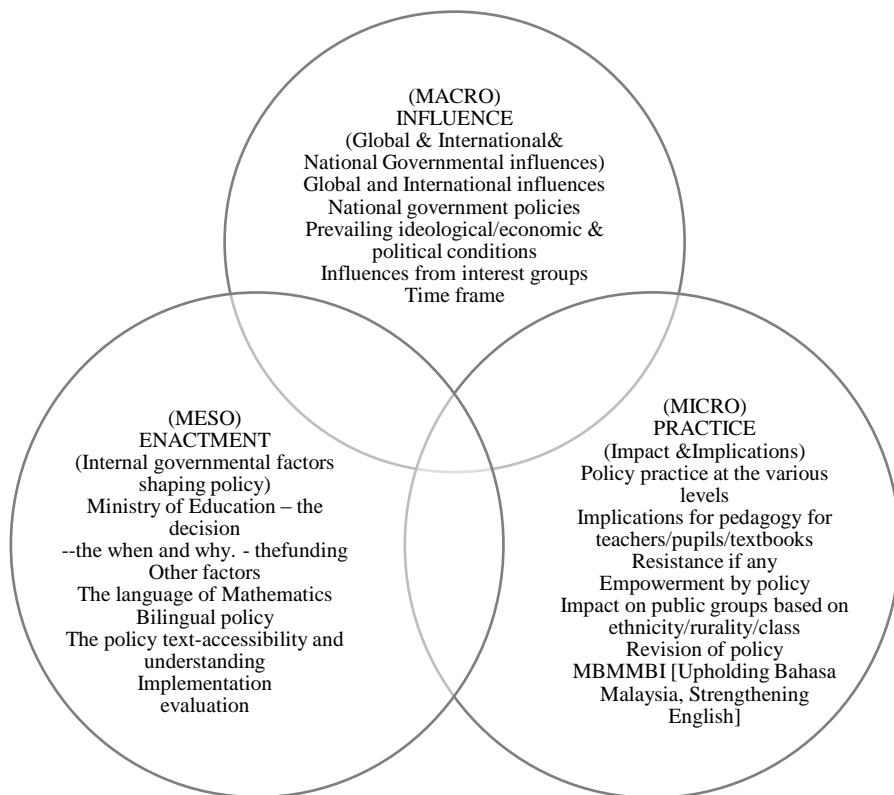 (MACRO)
INFLUENCE
(Global & International&
National Governmental influences)
Global and International influences
National government policies
Prevailing ideological/economic &
political conditions
Influences from interest groups
Time frame
(MESO)
ENACTMENT
(Internal governmental factors
shaping policy)
Ministry of Education – the
decision
--the when and why. - thefunding
Other factors
The language of Mathematics
Bilingual policy
The policy text-accessibility and
understanding
Implementation
evaluation
(MICRO)
PRACTICE
(Impact &Implications)
Policy practice at the various
levels
Implications for pedagogy for
teachers/pupils/textbooks
Resistance if any
Empowerment by policy
Impact on public groups based on
ethnicity/rurality/class
Revision of policy
MBMMBI [Upholding Bahasa
Malaysia, Strengthening
English]